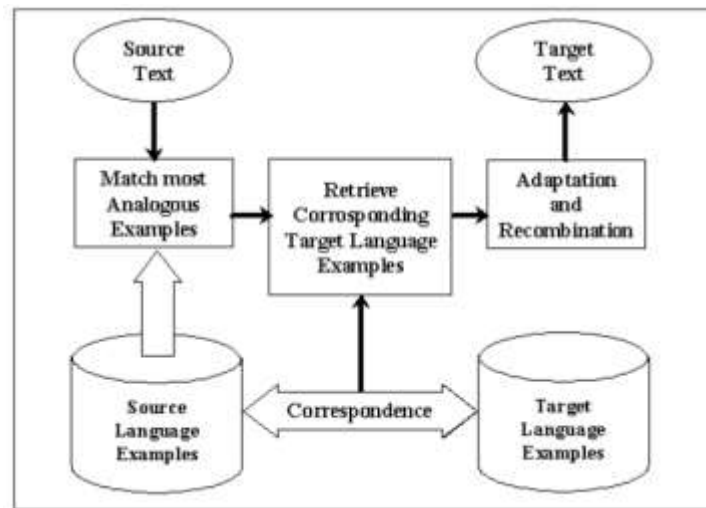 Source
Text
Target
Text
Match most
Analogous
Examples
Retrieve
Corrosponding
Target Language
Examples
Adaptation
and
Recombination
Source
Language
Examples
Correspondence
Target
Language
Examples